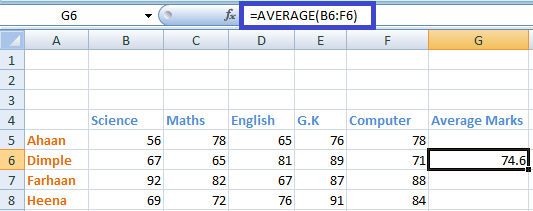 G6 fx =AVERAGE(B6:F6)
A B C D E F G
1
2
3
4 Science Maths English G.K Computer Average Marks
5 Ahaan 56 78 65 76 78
6 Dimple 67 65 81 89 71 74.6
7 Farhaan 92 82 67 87 88
8 Heena 69 72 76 91 84